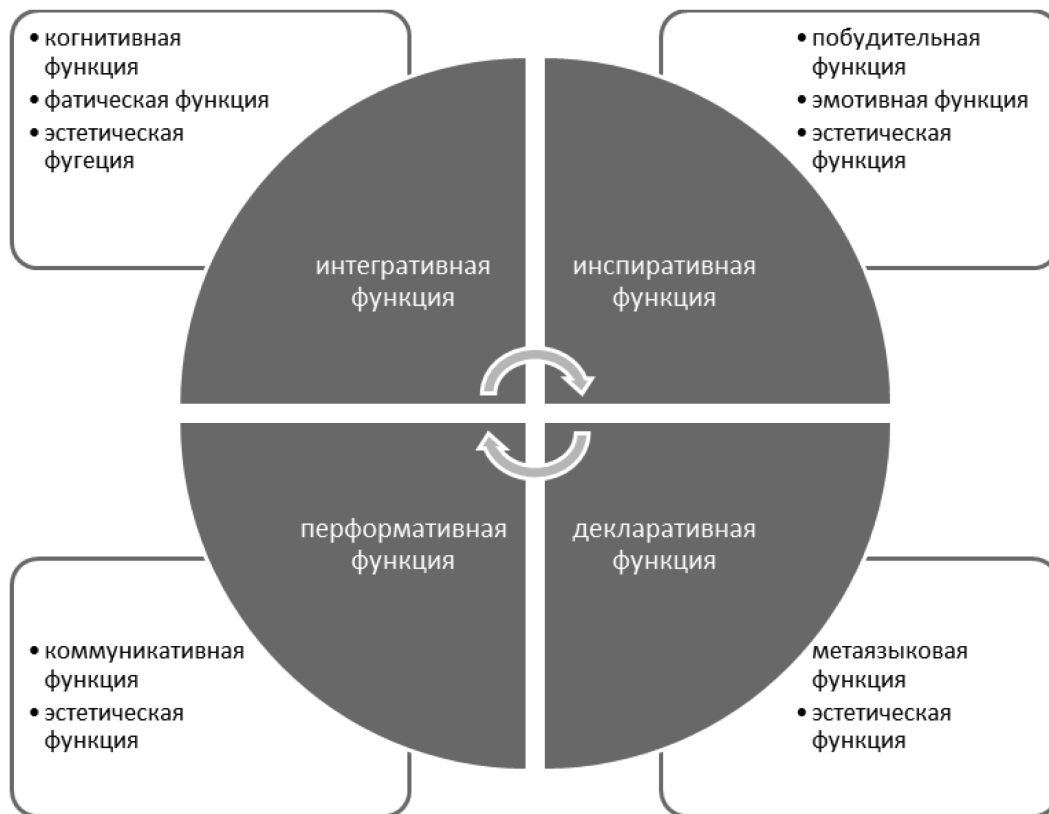 • когнитивная
функция
• фатическая функция
• эстетическая
фугеция
• побудительная
функция
• эмотивная функция
• эстетическая
функция
интегративная
функция
инспиративная
функция
перформативная
функция
декларативная
функция
• коммуникативная
функция
• эстетическая
функция
метаязыковая
функция
• эстетическая
функция